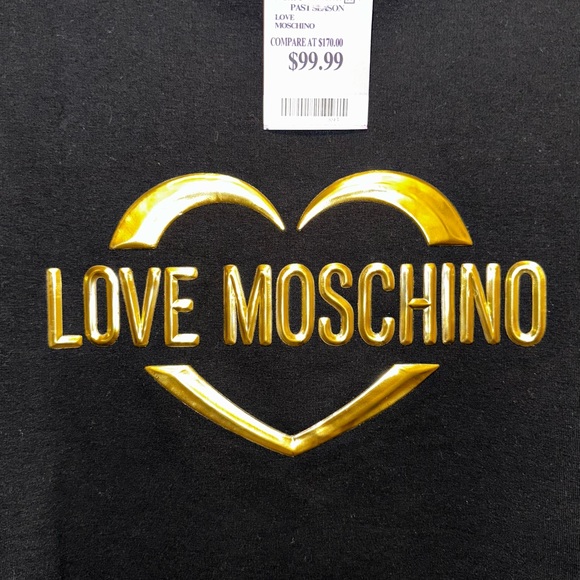 PAST SEASON
LOVE
MOSCHINO
COMPARE AT $170.00
$99.99
LOVE MOSCHINO